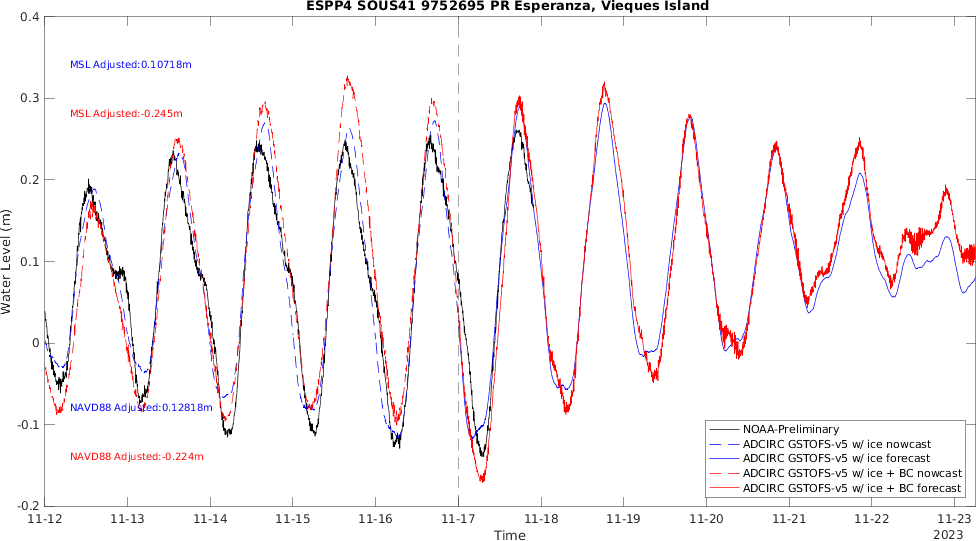 ESPP4 SOUS41 9752695 PR Esperanza, Vieques Island
0.4
0.3
0.2
0.1
0
-0.1
-0.2
Water Level (m)
MSL Adjusted:0.10718m
MSL Adjusted:-0.245m
NAVD88 Adjusted:0.12818m
NAVD88 Adjusted:-0.224m
NOAA-Preliminary
ADCIRC GSTOFS-v5 w/ ice nowcast
ADCIRC GSTOFS-v5 w/ ice forecast
ADCIRC GSTOFS-v5 w/ ice + BC nowcast
ADCIRC GSTOFS-v5 w/ ice + BC forecast
11-12 11-13 11-14 11-15 11-16 11-17 11-18 11-19 11-20 11-21 11-22 11-23
2023
Time